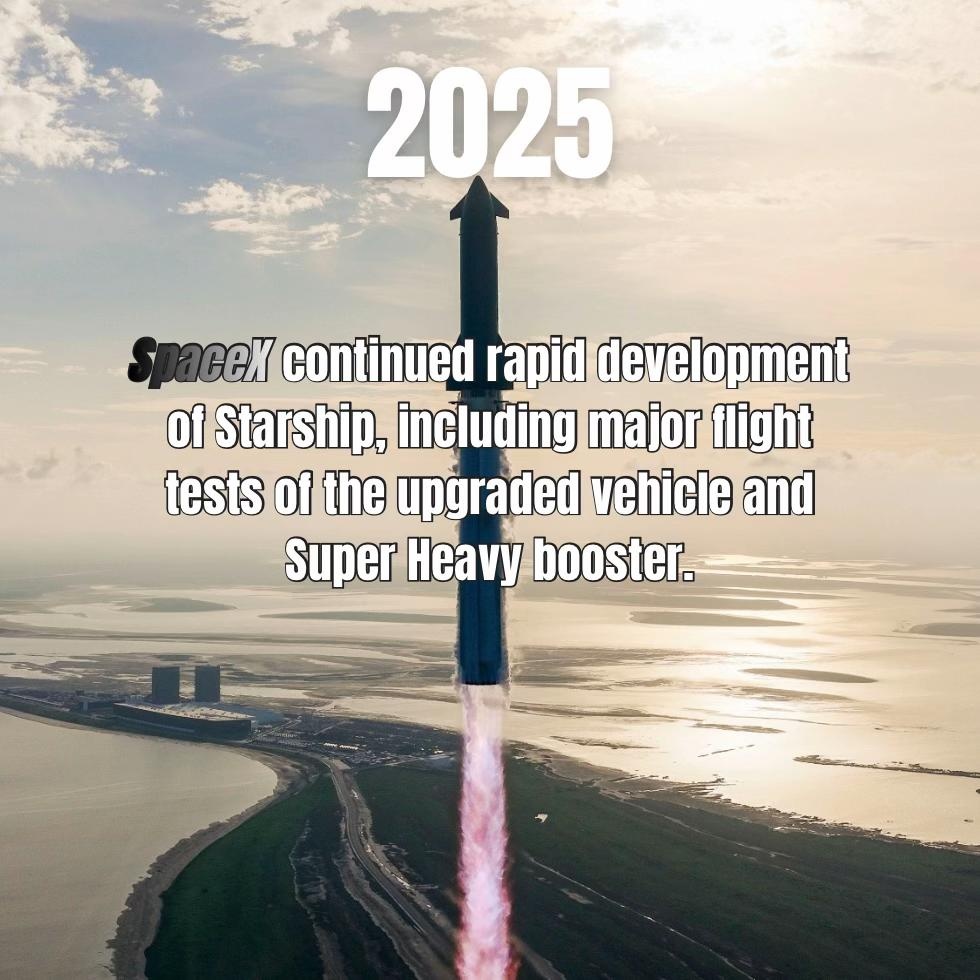 2025
SpaceX continued rapid development
of Starship, including major flight
tests of the upgraded vehicle and
Super Heavy booster.